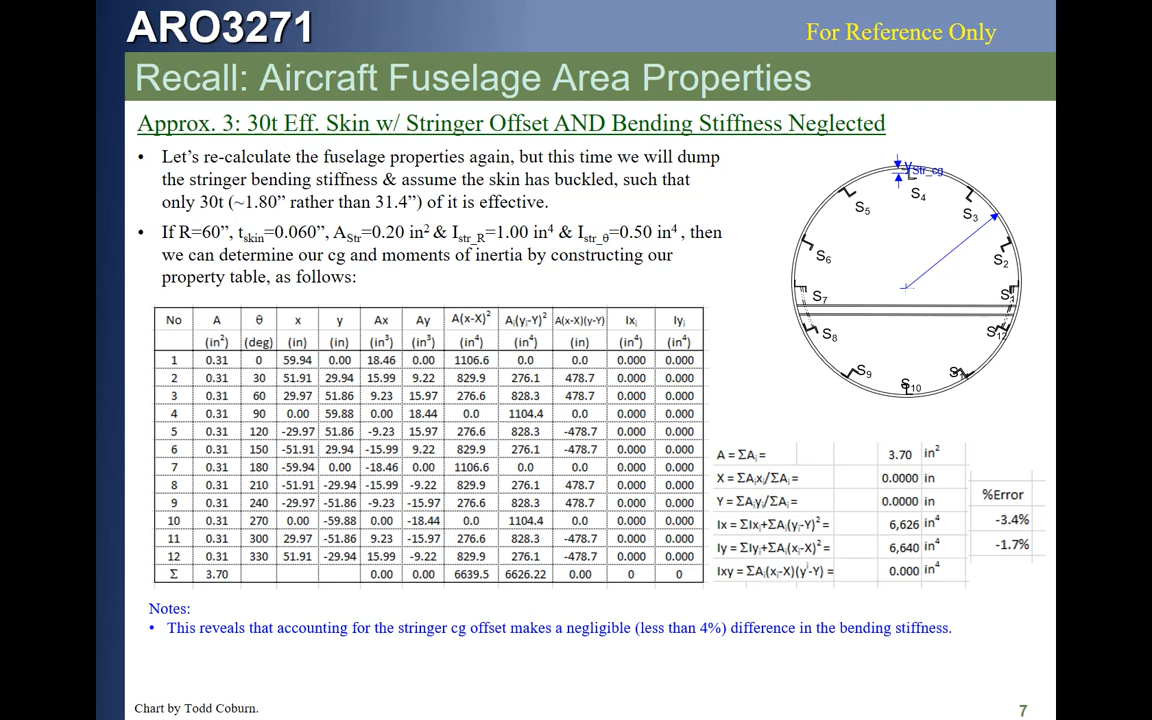 ARO3271
For Reference Only
Recall: Aircraft Fuselage Area Properties
Approx. 3: 30t Eff. Skin w/ Stringer Offset AND Bending Stiffness Neglected
• Let's re-calculate the fuselage properties again, but this time we will dump
the stringer bending stiffness & assume the skin has buckled, such that
only 30t (~1.80" rather than 31.4") of it is effective.
• If R=60", tskin=0.060", AStr=0.20 in² & Istr_R=1.00 in⁴ & Istr_θ=0.50 in⁴, then
we can determine our cg and moments of inertia by constructing our
property table, as follows:
No A θ x y Ax Ay A(x-X)² Ai(yi-Y)² A(x-X)(y-Y) Ixi Iyi
(in²) (deg) (in) (in) (in³) (in³) (in⁴) (in⁴) (in) (in⁴) (in⁴)
1 0.31 0 59.94 0.00 18.46 0.00 1106.6 0.0 0.0 0.000 0.000
2 0.31 30 51.91 29.94 15.99 9.22 829.9 276.1 478.7 0.000 0.000
3 0.31 60 29.97 51.86 9.23 15.97 276.6 828.3 478.7 0.000 0.000
4 0.31 90 0.00 59.88 0.00 18.44 0.0 1104.4 0.0 0.000 0.000
5 0.31 120 -29.97 51.86 -9.23 15.97 276.6 828.3 -478.7 0.000 0.000
6 0.31 150 -51.91 29.94 -15.99 9.22 829.9 276.1 -478.7 0.000 0.000
7 0.31 180 -59.94 0.00 -18.46 0.00 1106.6 0.0 0.0 0.000 0.000
8 0.31 210 -51.91 -29.94 -15.99 -9.22 829.9 276.1 478.7 0.000 0.000
9 0.31 240 -29.97 -51.86 -9.23 -15.97 276.6 828.3 478.7 0.000 0.000
10 0.31 270 0.00 -59.88 0.00 -18.44 0.0 1104.4 0.0 0.000 0.000
11 0.31 300 29.97 -51.86 9.23 -15.97 276.6 828.3 -478.7 0.000 0.000
12 0.31 330 51.91 -29.94 15.99 -9.22 829.9 276.1 -478.7 0.000 0.000
Σ 3.70 0.00 0.00 6639.5 6626.22 0.00 0 0
yStr_cg
S4
S5
S3
S6
S2
S7
S1
S8
S12
S9
S10
A = ΣAi = 3.70 in²
X = ΣAixi/ΣAi = 0.0000 in
Y = ΣAiyi/ΣAi = 0.0000 in
%Error
Ix = ΣIxi+ΣAi(yi-Y)² = 6,626 in⁴ -3.4%
Iy = ΣIyi+ΣAi(xi-X)² = 6,640 in⁴ -1.7%
Ixy = ΣAi(xi-X)(yi-Y) = 0.000 in⁴
Notes:
• This reveals that accounting for the stringer cg offset makes a negligible (less than 4%) difference in the bending stiffness.
Chart by Todd Coburn.
7